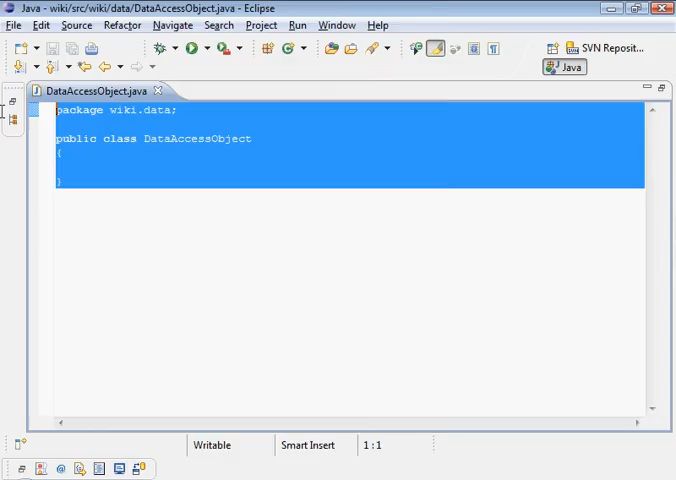 Java - wiki/src/wiki/data/DataAccessObject.java - Eclipse
File Edit Source Refactor Navigate Search Project Run Window Help
SVN Reposit...
Java
DataAccessObject.java
package wiki.data;
public class DataAccessObject
{
}
Writable Smart Insert 1 : 1